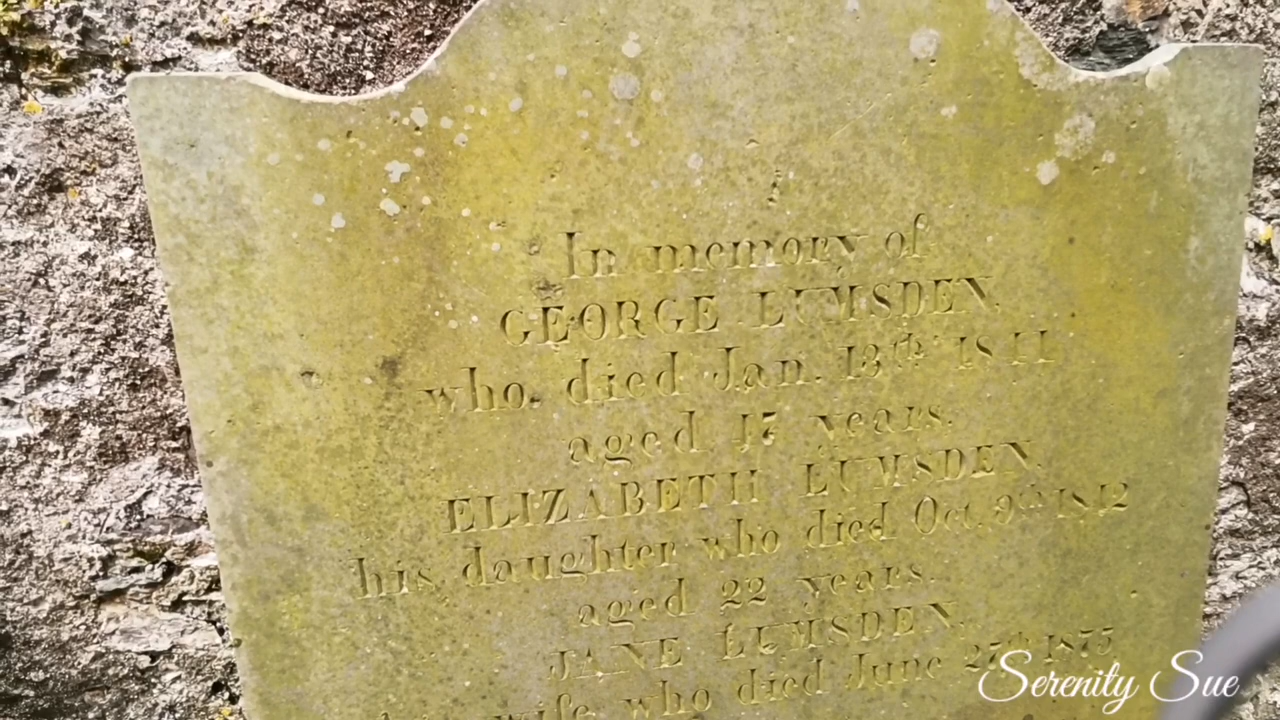 In memory of
GEORGE LUMSDEN.
who died Jan. 13th 1841
aged 47 years.
ELIZABETH LUMSDEN.
his daughter who died Oct. 9th 1842
aged 22 years.
JANE LUMSDEN.
wife who died June 27th 1875
Serenity Sue